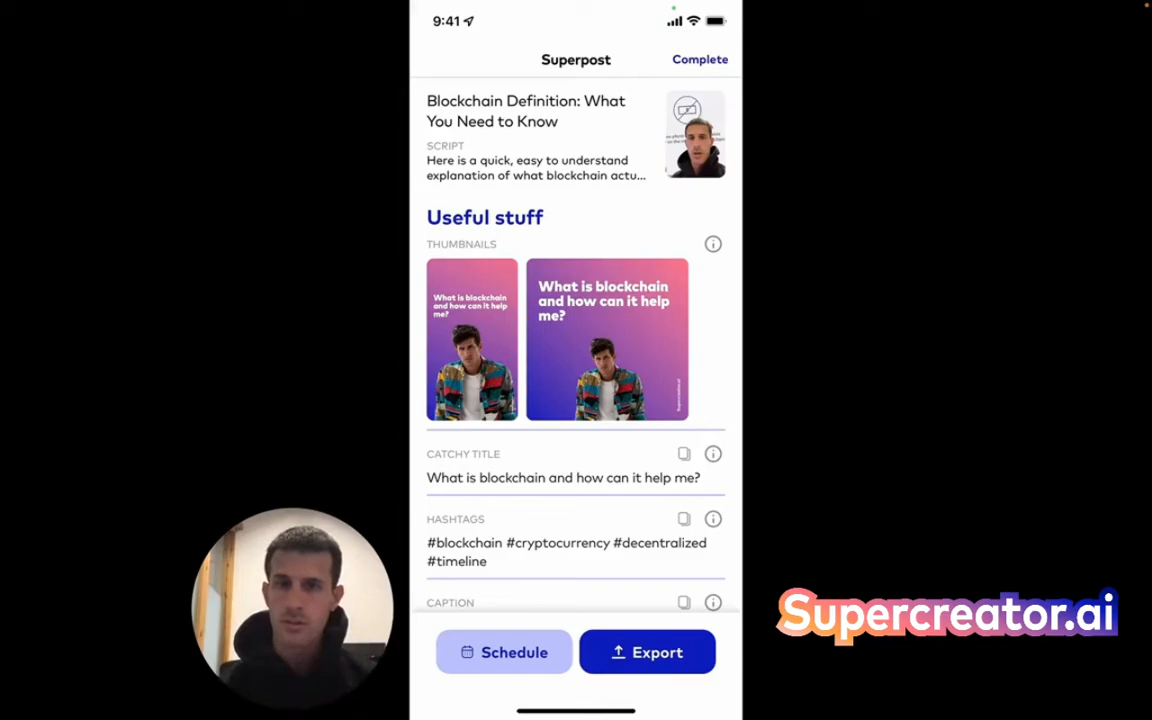 9:41
Superpost
Complete
Blockchain Definition: What
You Need to Know
SCRIPT
Here is a quick, easy to understand
explanation of what blockchain actu...
Useful stuff
THUMBNAILS
What is blockchain
and how can it help
me?
What is blockchain
and how can it help
me?
Supercreator.ai
CATCHY TITLE
What is blockchain and how can it help me?
HASHTAGS
#blockchain #cryptocurrency #decentralized
#timeline
CAPTION
Schedule
Export
Supercreator.ai